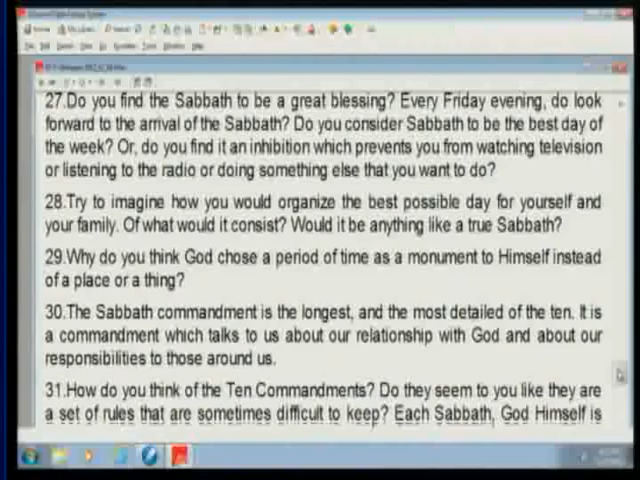 27.Do you find the Sabbath to be a great blessing? Every Friday evening, do look
forward to the arrival of the Sabbath? Do you consider Sabbath to be the best day of
the week? Or, do you find it an inhibition which prevents you from watching television
or listening to the radio or doing something else that you want to do?
28.Try to imagine how you would organize the best possible day for yourself and
your family. Of what would it consist? Would it be anything like a true Sabbath?
29.Why do you think God chose a period of time as a monument to Himself instead
of a place or a thing?
30.The Sabbath commandment is the longest, and the most detailed of the ten. It is
a commandment which talks to us about our relationship with God and about our
responsibilities to those around us.
31.How do you think of the Ten Commandments? Do they seem to you like they are
a set of rules that are sometimes difficult to keep? Each Sabbath, God Himself is